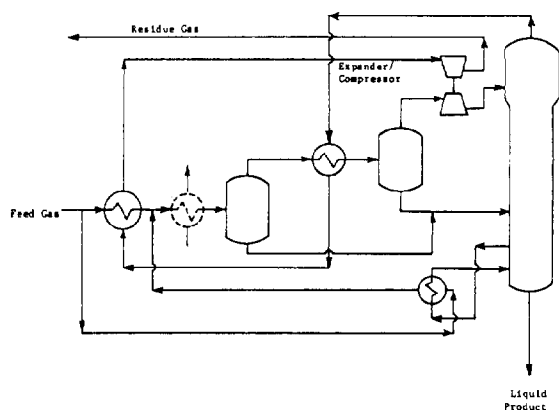 Residue Gas
Expander/
Compressor
Feed Gas
Liquid
Product